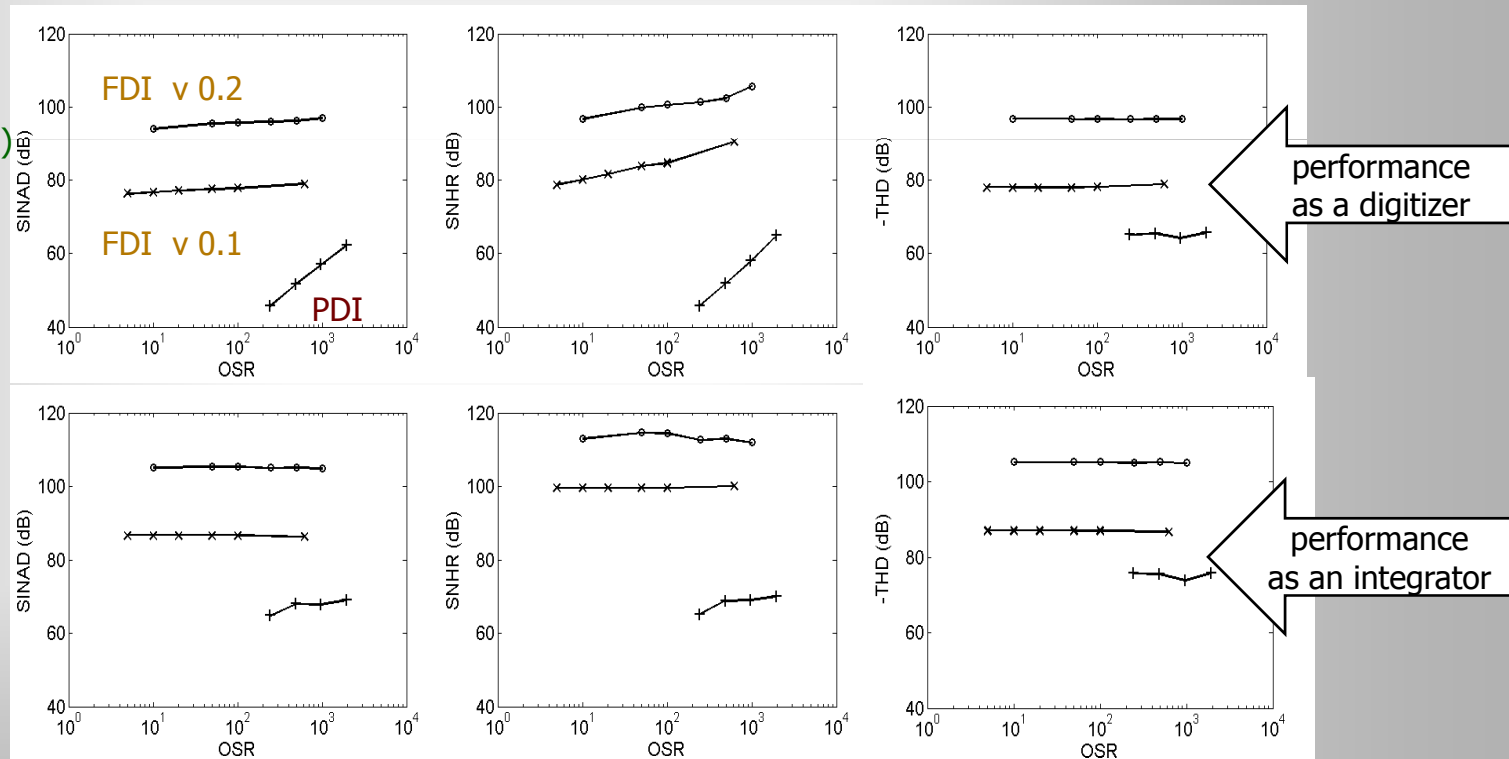 120
100
80
60
40
SINAD (dB)
10^0 10^1 10^2 10^3 10^4
OSR
FDI v 0.2
FDI v 0.1
PDI
)
120
100
80
60
40
SNHR (dB)
10^0 10^1 10^2 10^3 10^4
OSR
120
100
80
60
40
-THD (dB)
10^0 10^1 10^2 10^3 10^4
OSR
performance
as a digitizer
120
100
80
60
40
SINAD (dB)
10^0 10^1 10^2 10^3 10^4
OSR
120
100
80
60
40
SNHR (dB)
10^0 10^1 10^2 10^3 10^4
OSR
120
100
80
60
40
-THD (dB)
10^0 10^1 10^2 10^3 10^4
OSR
performance
as an integrator